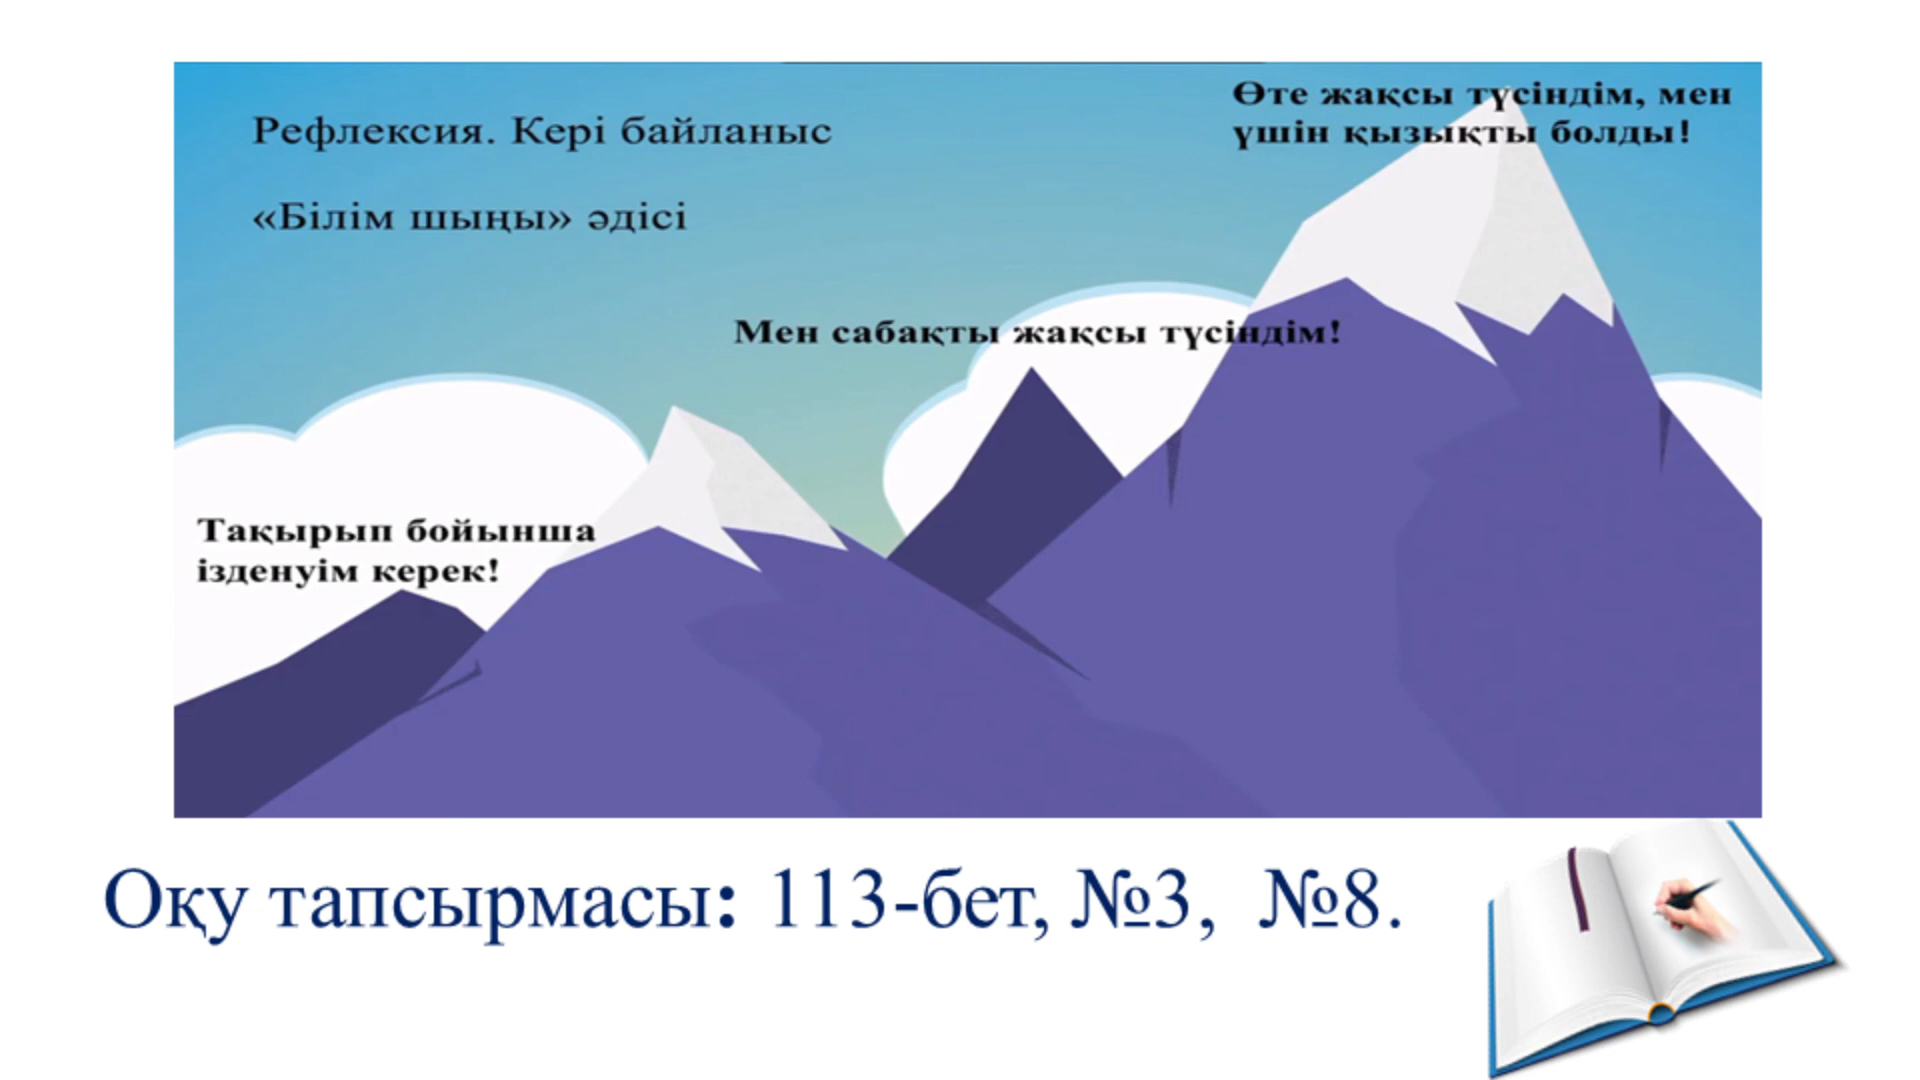 Рефлексия. Кері байланыс
«Білім шыңы» әдісі
Өте жақсы түсіндім, мен
үшін қызықты болды!
Мен сабақты жақсы түсіндім!
Тақырып бойынша
ізденуім керек!
Оқу тапсырмасы: 113-бет, №3, №8.